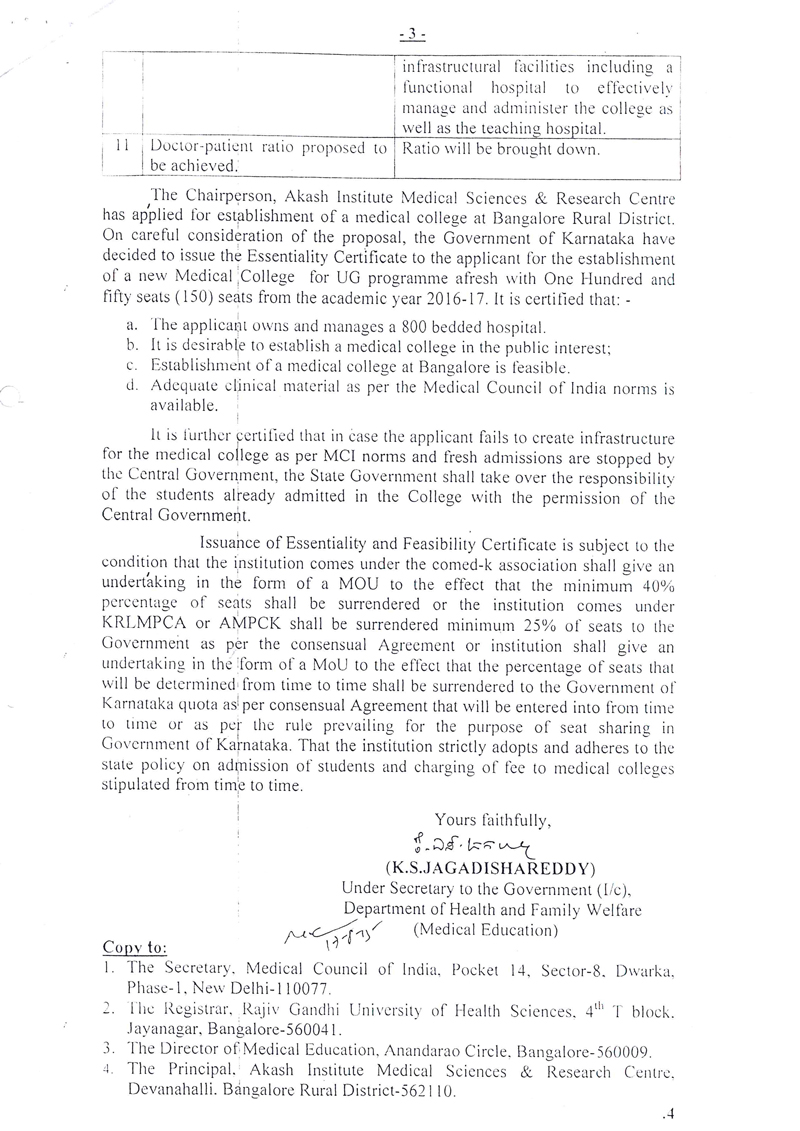 - 3 -
infrastructural facilities including a
functional hospital to effectively
manage and administer the college as
well as the teaching hospital.
11 Doctor-patient ratio proposed to Ratio will be brought down.
be achieved.
The Chairperson, Akash Institute Medical Sciences & Research Centre
has applied for establishment of a medical college at Bangalore Rural District.
On careful consideration of the proposal, the Government of Karnataka have
decided to issue the Essentiality Certificate to the applicant for the establishment
of a new Medical College for UG programme afresh with One Hundred and
fifty seats (150) seats from the academic year 2016-17. It is certified that: -
a. The applicant owns and manages a 800 bedded hospital.
b. It is desirable to establish a medical college in the public interest;
c. Establishment of a medical college at Bangalore is feasible.
d. Adequate clinical material as per the Medical Council of India norms is
available.
It is further certified that in case the applicant fails to create infrastructure
for the medical college as per MCI norms and fresh admissions are stopped by
the Central Government, the State Government shall take over the responsibility
of the students already admitted in the College with the permission of the
Central Government.
Issuance of Essentiality and Feasibility Certificate is subject to the
condition that the institution comes under the comed-k association shall give an
undertaking in the form of a MOU to the effect that the minimum 40%
percentage of seats shall be surrendered or the institution comes under
KRLMPCA or AMPCK shall be surrendered minimum 25% of seats to the
Government as per the consensual Agreement or institution shall give an
undertaking in the form of a MoU to the effect that the percentage of seats that
will be determined from time to time shall be surrendered to the Government of
Karnataka quota as per consensual Agreement that will be entered into from time
to time or as per the rule prevailing for the purpose of seat sharing in
Government of Karnataka. That the institution strictly adopts and adheres to the
state policy on admission of students and charging of fee to medical colleges
stipulated from time to time.
Yours faithfully,
(K.S.JAGADISHAREDDY)
Under Secretary to the Government (I/c),
Department of Health and Family Welfare
(Medical Education)
Copy to:
1. The Secretary, Medical Council of India, Pocket 14, Sector-8, Dwarka,
Phase-1, New Delhi-110077.
2. The Registrar, Rajiv Gandhi University of Health Sciences, 4th T block,
Jayanagar, Bangalore-560041.
3. The Director of Medical Education, Anandarao Circle, Bangalore-560009.
4. The Principal, Akash Institute Medical Sciences & Research Centre,
Devanahalli, Bangalore Rural District-562110.
.4